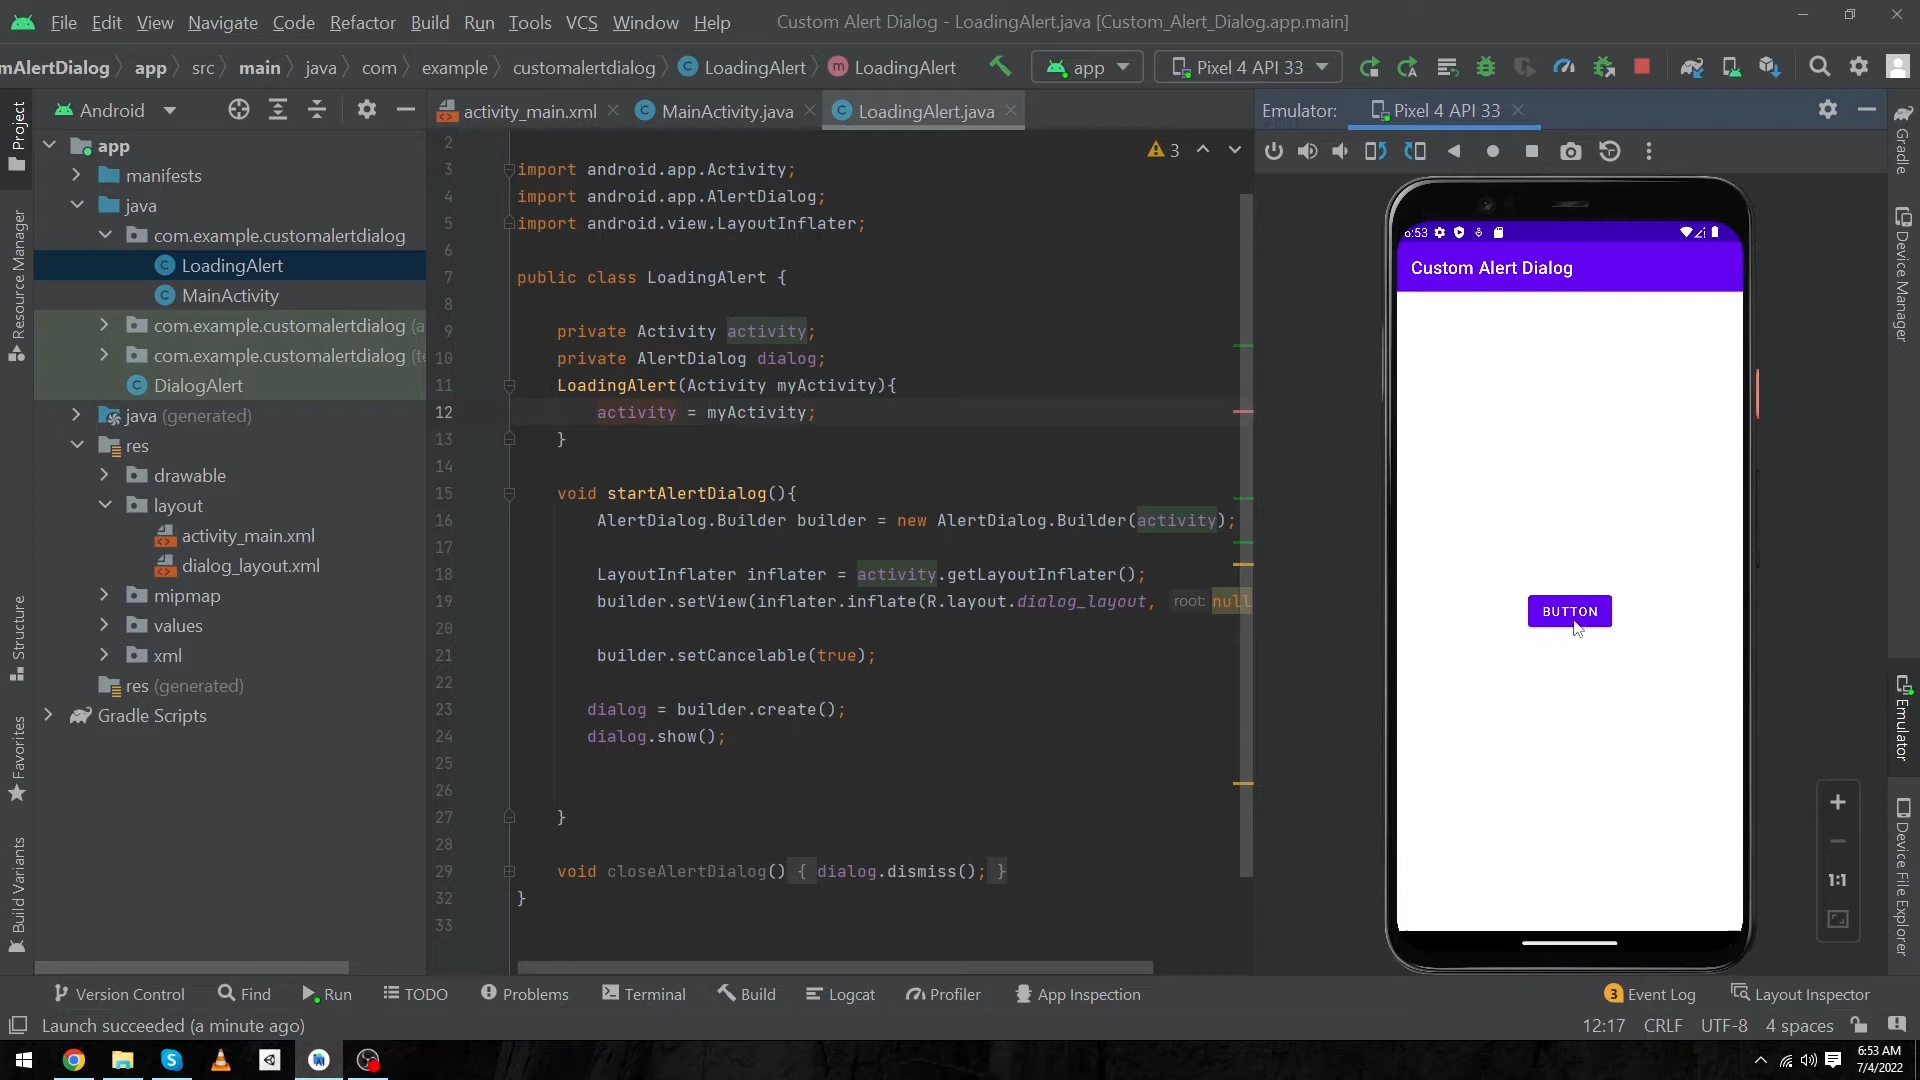 File Edit View Navigate Code Refactor Build Run Tools VCS Window Help Custom Alert Dialog - LoadingAlert.java [Custom_Alert_Dialog.app.main]
mAlertDialog app src main java com example customalertdialog LoadingAlert LoadingAlert app Pixel 4 API 33
Project
Resource Manager
Structure
Favorites
Build Variants
Android
app
manifests
java
com.example.customalertdialog
LoadingAlert
MainActivity
com.example.customalertdialog (a
com.example.customalertdialog (te
DialogAlert
java (generated)
res
drawable
layout
activity_main.xml
dialog_layout.xml
mipmap
values
xml
res (generated)
Gradle Scripts
activity_main.xml MainActivity.java LoadingAlert.java
3
2
3 import android.app.Activity;
4 import android.app.AlertDialog;
5 import android.view.LayoutInflater;
6
7 public class LoadingAlert {
8
9 private Activity activity;
10 private AlertDialog dialog;
11 LoadingAlert(Activity myActivity){
12 activity = myActivity;
13 }
14
15 void startAlertDialog(){
16 AlertDialog.Builder builder = new AlertDialog.Builder(activity);
17
18 LayoutInflater inflater = activity.getLayoutInflater();
19 builder.setView(inflater.inflate(R.layout.dialog_layout, root: null
20
21 builder.setCancelable(true);
22
23 dialog = builder.create();
24 dialog.show();
25
26
27 }
28
29 void closeAlertDialog() { dialog.dismiss(); }
32 }
33
Emulator: Pixel 4 API 33
6:53
Custom Alert Dialog
BUTTON
1:1
Gradle
Device Manager
Emulator
Device File Explorer
Version Control Find Run TODO Problems Terminal Build Logcat Profiler App Inspection 3 Event Log Layout Inspector
Launch succeeded (a minute ago) 12:17 CRLF UTF-8 4 spaces
6:53 AM
7/4/2022